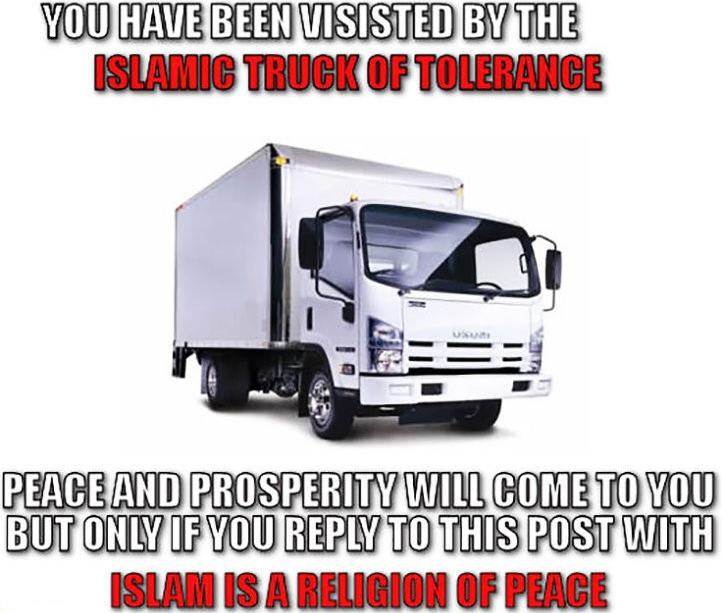 YOU HAVE BEEN VISISTED BY THE
ISLAMIC TRUCK OF TOLERANCE
ISUZU
PEACE AND PROSPERITY WILL COME TO YOU
BUT ONLY IF YOU REPLY TO THIS POST WITH
ISLAM IS A RELIGION OF PEACE